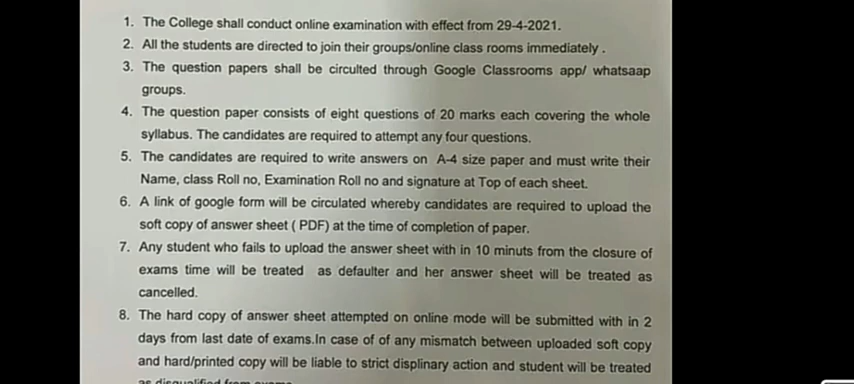 1. The College shall conduct online examination with effect from 29-4-2021.
2. All the students are directed to join their groups/online class rooms immediately .
3. The question papers shall be circulted through Google Classrooms app/ whatsaap
groups.
4. The question paper consists of eight questions of 20 marks each covering the whole
syllabus. The candidates are required to attempt any four questions.
5. The candidates are required to write answers on A-4 size paper and must write their
Name, class Roll no, Examination Roll no and signature at Top of each sheet.
6. A link of google form will be circulated whereby candidates are required to upload the
soft copy of answer sheet ( PDF) at the time of completion of paper.
7. Any student who fails to upload the answer sheet with in 10 minuts from the closure of
exams time will be treated as defaulter and her answer sheet will be treated as
cancelled.
8. The hard copy of answer sheet attempted on online mode will be submitted with in 2
days from last date of exams.In case of of any mismatch between uploaded soft copy
and hard/printed copy will be liable to strict displinary action and student will be treated
as disqualified from exams